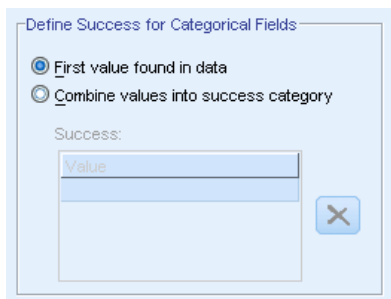 Define Success for Categorical Fields
First value found in data
Combine values into success category
Success:
Value